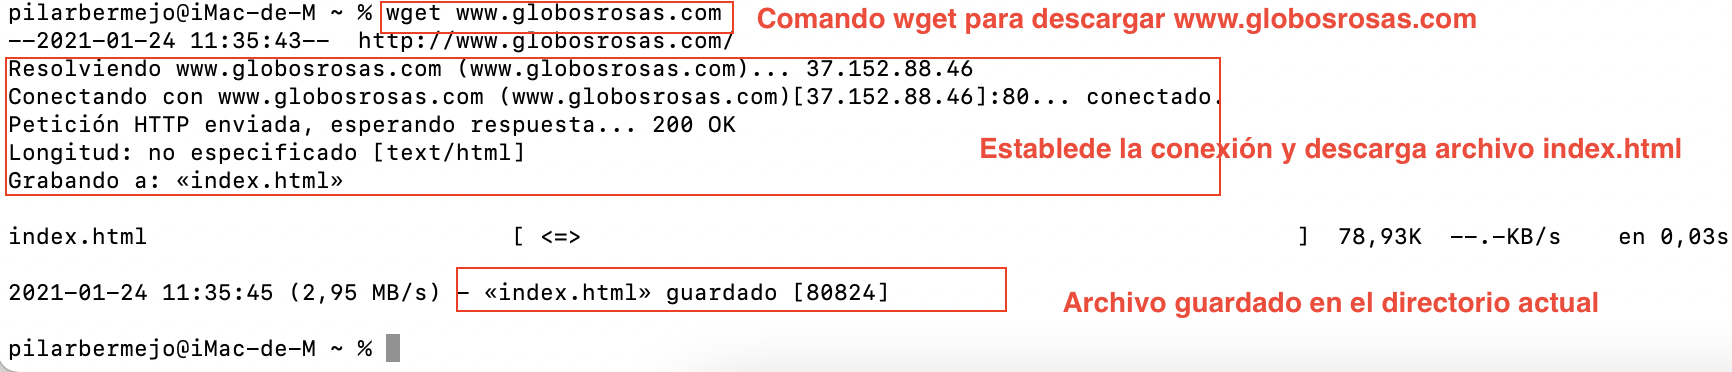 pilarbermejo@iMac-de-M ~ % wget www.globosrosas.com
Comando wget para descargar www.globosrosas.com
--2021-01-24 11:35:43--  http://www.globosrosas.com/
Resolviendo www.globosrosas.com (www.globosrosas.com)... 37.152.88.46
Conectando con www.globosrosas.com (www.globosrosas.com)[37.152.88.46]:80... conectado.
Petición HTTP enviada, esperando respuesta... 200 OK
Longitud: no especificado [text/html]
Establede la conexión y descarga archivo index.html
Grabando a: «index.html»
index.html [ <=> ] 78,93K --.-KB/s en 0,03s
2021-01-24 11:35:45 (2,95 MB/s) - «index.html» guardado [80824]
Archivo guardado en el directorio actual
pilarbermejo@iMac-de-M ~ %